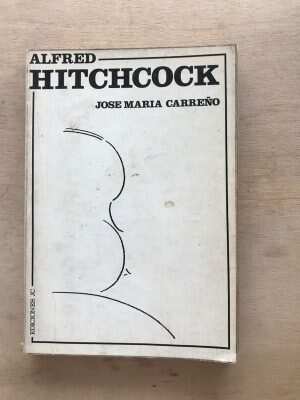 ALFRED
HITCHCOCK
JOSE MARIA CARREÑO
EDICIONES JC